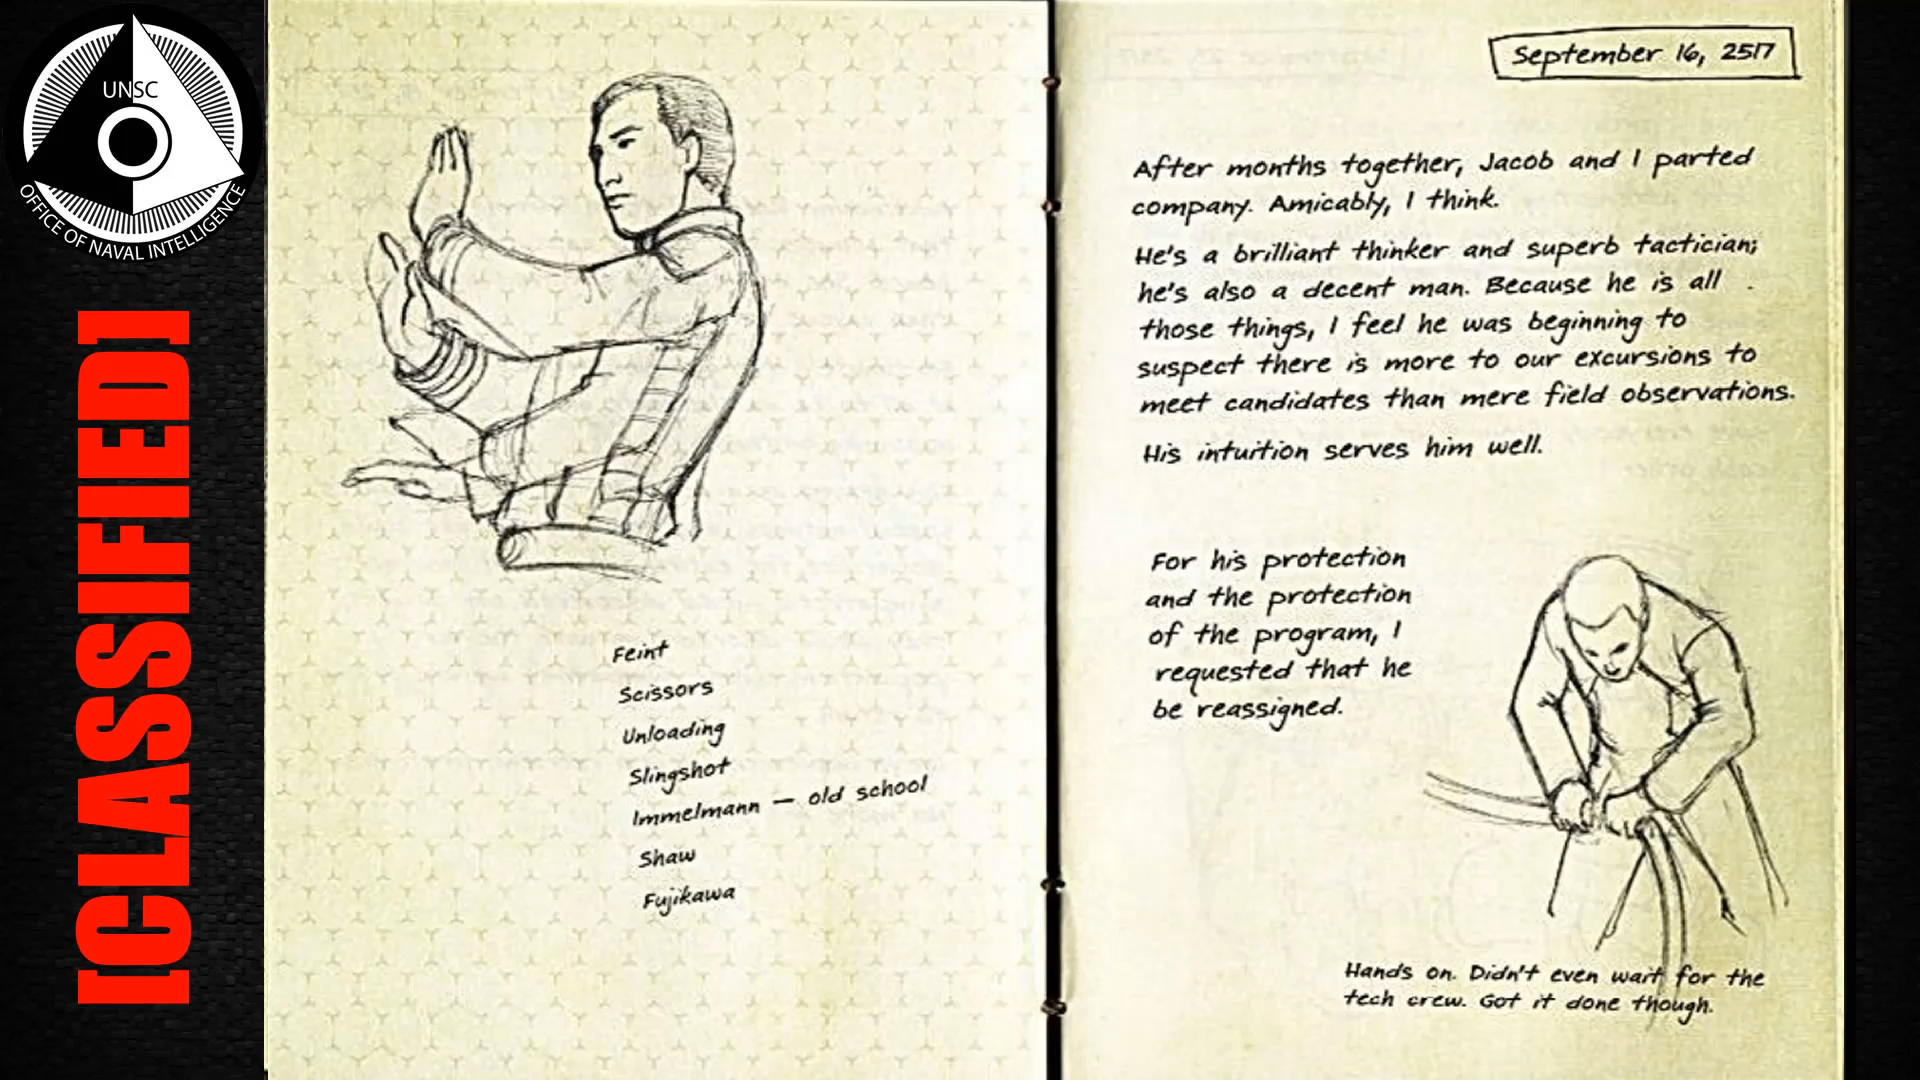 UNSC
OFFICE OF NAVAL INTELLIGENCE
[CLASSIFIED]
Feint
Scissors
Unloading
Slingshot
Immelmann — old school
Shaw
Fujikawa
September 16, 2517
After months together, Jacob and I parted
company. Amicably, I think.
He's a brilliant thinker and superb tactician;
he's also a decent man. Because he is all
those things, I feel he was beginning to
suspect there is more to our excursions to
meet candidates than mere field observations.
His intuition serves him well.
For his protection
and the protection
of the program, I
requested that he
be reassigned.
Hands on. Didn't even wait for the
tech crew. Got it done though.